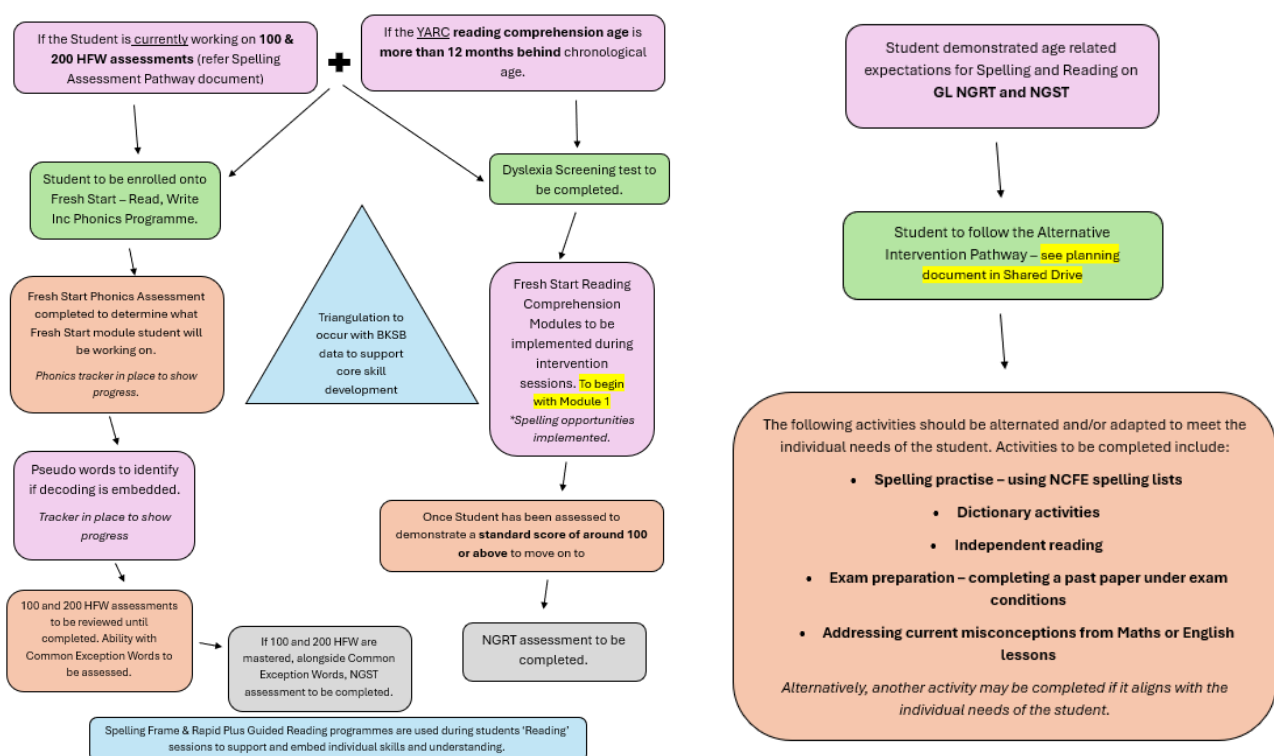 If the Student is currently working on 100 &
200 HFW assessments (refer Spelling
Assessment Pathway document)
If the YARC reading comprehension age is
more than 12 months behind chronological
age.
Student to be enrolled onto
Fresh Start – Read, Write
Inc Phonics Programme.
Dyslexia Screening test to
be completed.
Fresh Start Phonics Assessment
completed to determine what
Fresh Start module student will
be working on.
Phonics tracker in place to show
progress.
Triangulation to
occur with BKSB
data to support
core skill
development
Fresh Start Reading
Comprehension
Modules to be
implemented during
intervention
sessions. To begin
with Module 1
*Spelling opportunities
implemented.
Pseudo words to identify
if decoding is embedded.
Tracker in place to show
progress
Once Student has been assessed to
demonstrate a standard score of around 100
or above to move on to
100 and 200 HFW assessments
to be reviewed until
completed. Ability with
Common Exception Words to
be assessed.
If 100 and 200 HFW are
mastered, alongside Common
Exception Words, NGST
assessment to be completed.
NGRT assessment to be
completed.
Spelling Frame & Rapid Plus Guided Reading programmes are used during students ‘Reading’
sessions to support and embed individual skills and understanding.
Student demonstrated age related
expectations for Spelling and Reading on
GL NGRT and NGST
Student to follow the Alternative
Intervention Pathway – see planning
document in Shared Drive
The following activities should be alternated and/or adapted to meet the
individual needs of the student. Activities to be completed include:
• Spelling practise – using NCFE spelling lists
• Dictionary activities
• Independent reading
• Exam preparation – completing a past paper under exam
conditions
• Addressing current misconceptions from Maths or English
lessons
Alternatively, another activity may be completed if it aligns with the
individual needs of the student.